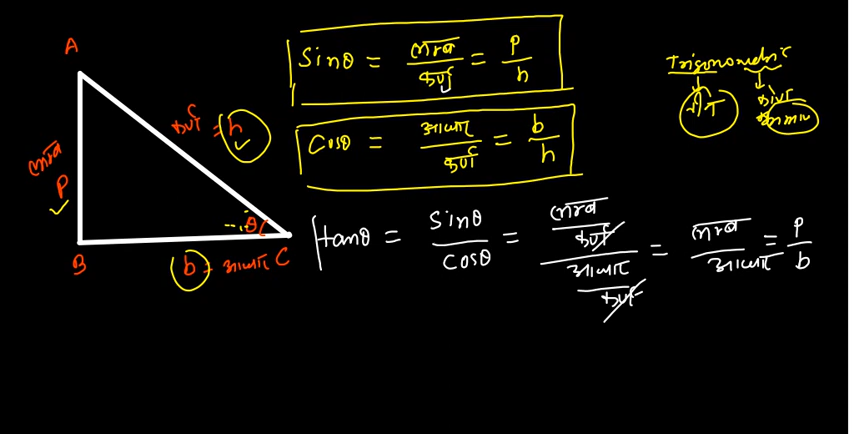 A
लम्ब
P
B
कर्ण = h
θ
b = आधार C
Sinθ = लम्ब/कर्ण = P/h
Cosθ = आधार/कर्ण = b/h
tanθ = Sinθ/Cosθ = लम्ब/कर्ण/आधार/कर्ण = लम्ब/आधार = P/b
Trigonometric